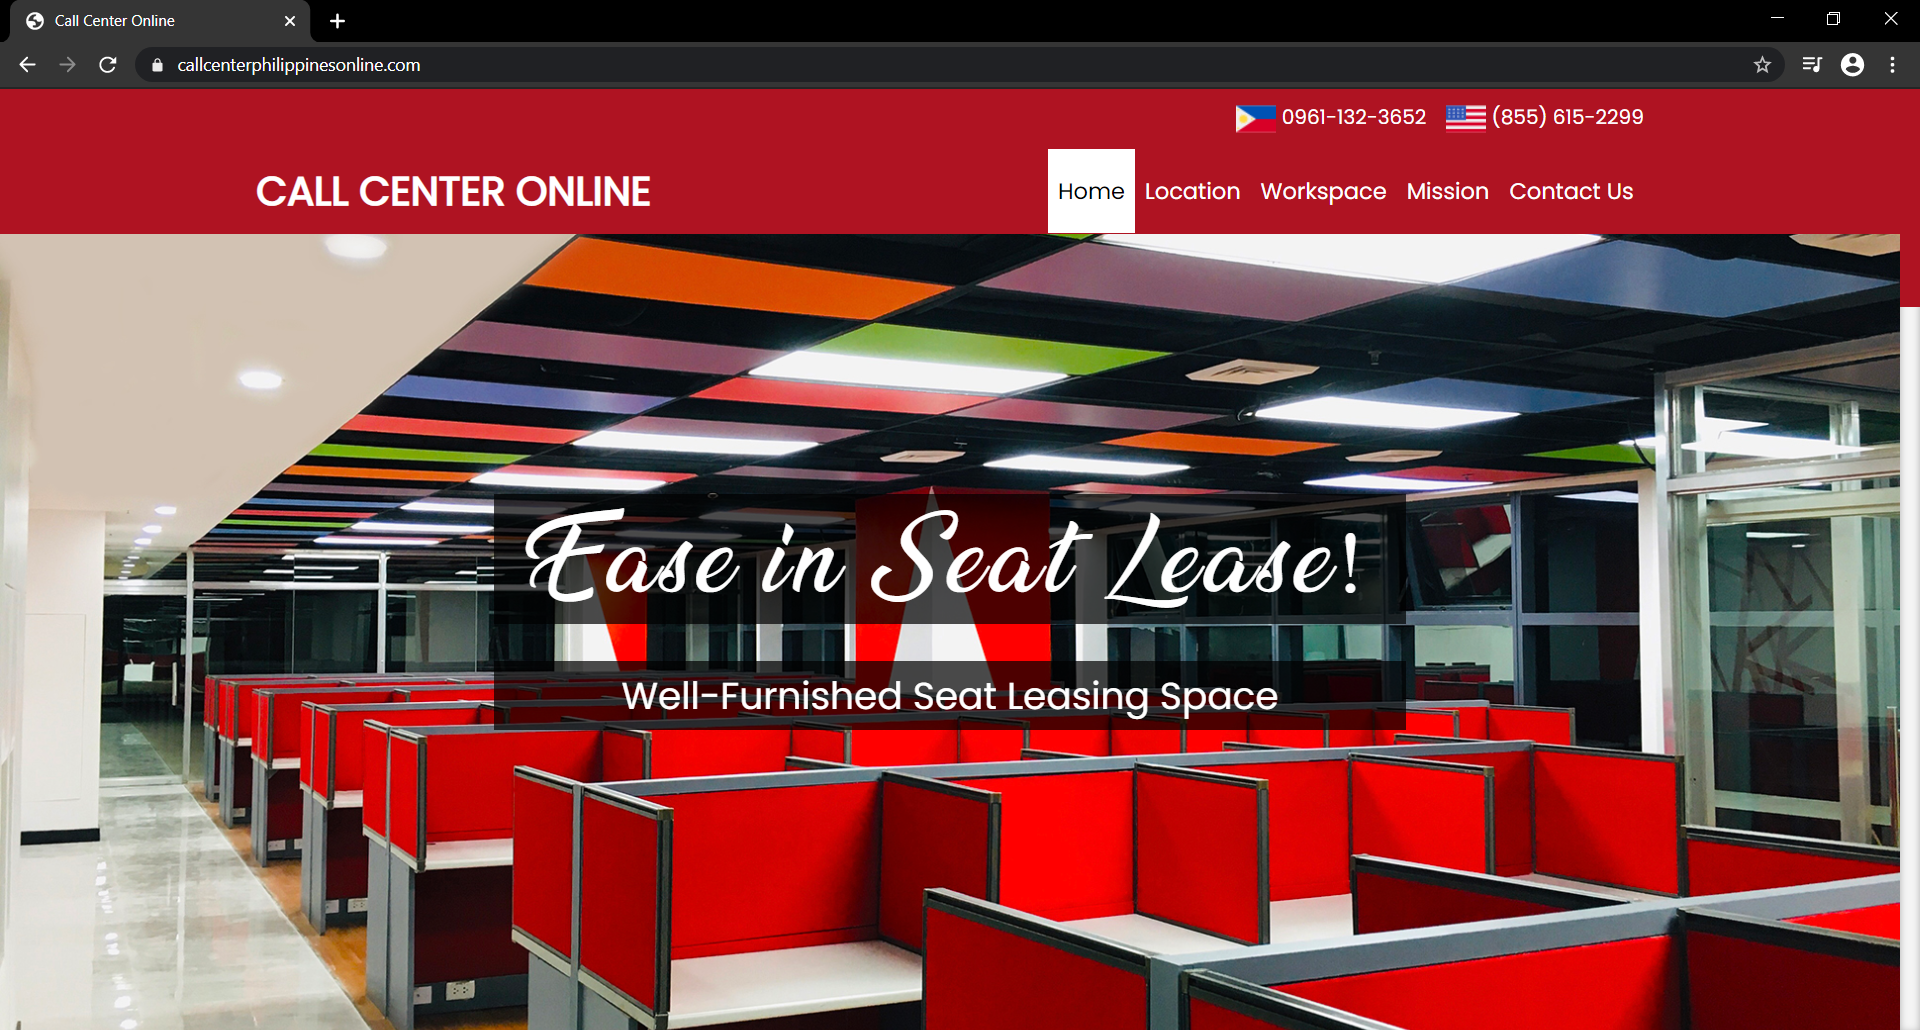 Call Center Online
callcenterphilippinesonline.com
0961-132-3652 (855) 615-2299
CALL CENTER ONLINE
Home Location Workspace Mission Contact Us
Ease in Seat Lease!
Well-Furnished Seat Leasing Space